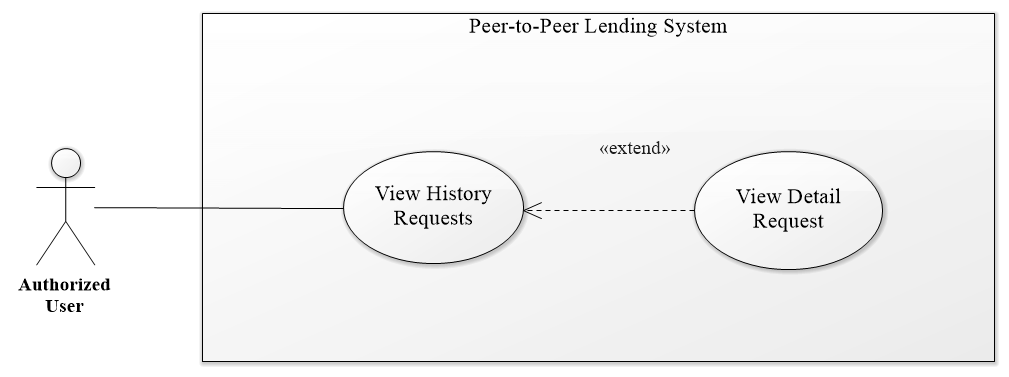 Peer-to-Peer Lending System
«extend»
View History
Requests
View Detail
Request
Authorized
User